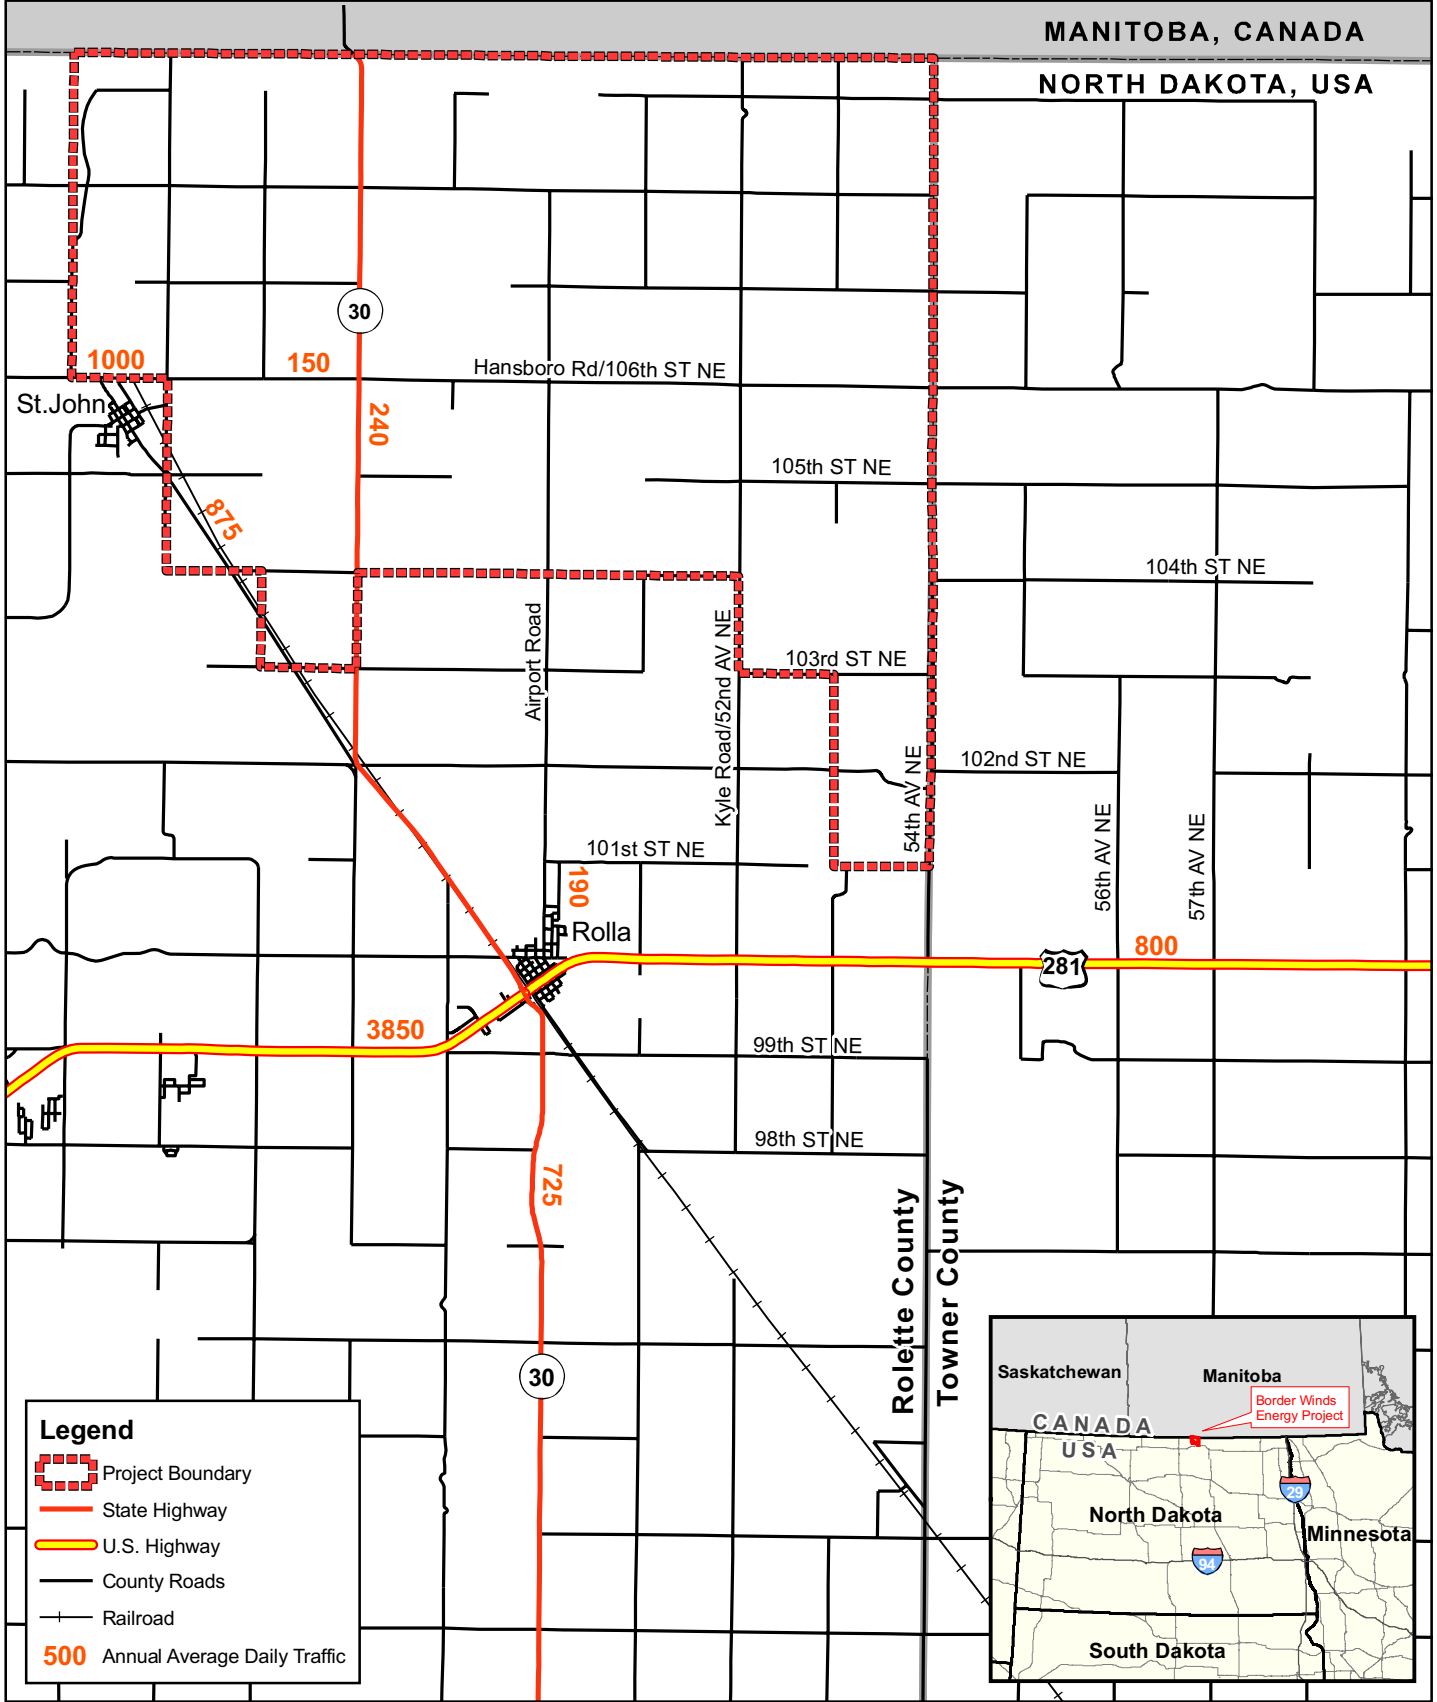 MANITOBA, CANADA
NORTH DAKOTA, USA
30
1000
150
Hansboro Rd/106th ST NE
St.John
240
105th ST NE
875
104th ST NE
Airport Road
Kyle Road/52nd AV NE
103rd ST NE
54th AV NE
102nd ST NE
56th AV NE
57th AV NE
101st ST NE
190
Rolla
800
281
3850
99th ST NE
98th ST NE
725
Rolette County
Towner County
30
Legend
Project Boundary
State Highway
U.S. Highway
County Roads
Railroad
500 Annual Average Daily Traffic
Saskatchewan
Manitoba
Border Winds
Energy Project
CANADA
USA
29
North Dakota
Minnesota
94
South Dakota